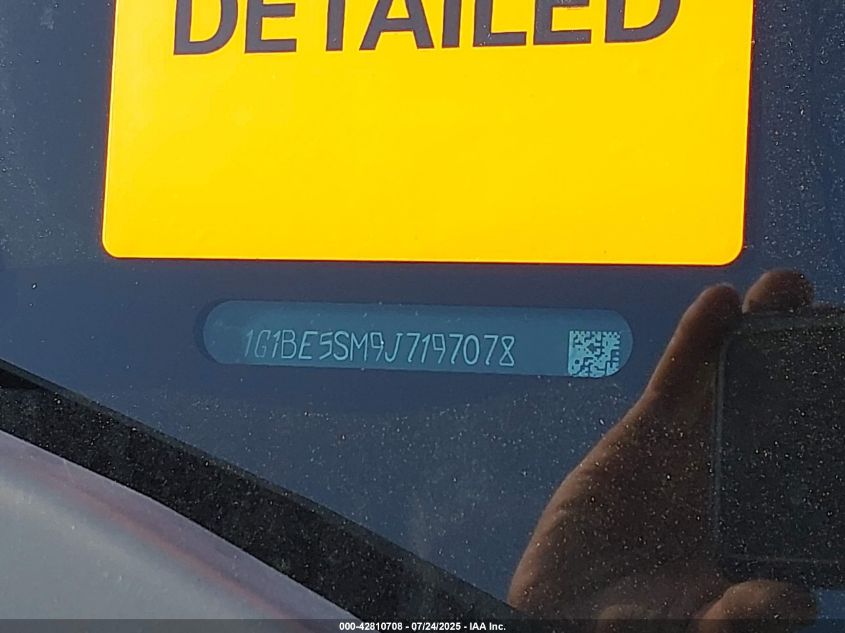 DETAILED
1G1BE5SM9J7197078
000-42810708 - 07/24/2025 - IAA Inc.